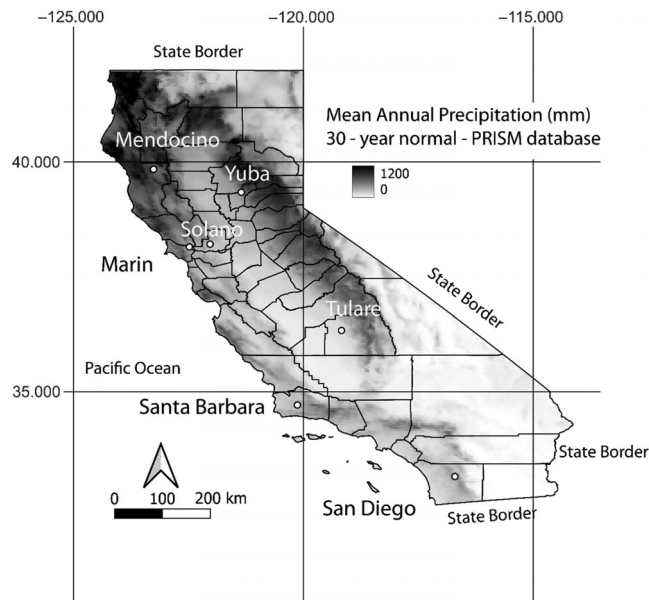 -125.000
-120.000
-115.000
State Border
Mean Annual Precipitation (mm)
30 - year normal - PRISM database
Mendocino
40.000
1200
0
Yuba
Solano
Marin
State Border
Tulare
Pacific Ocean
35.000
Santa Barbara
State Border
0 100 200 km
San Diego
State Border